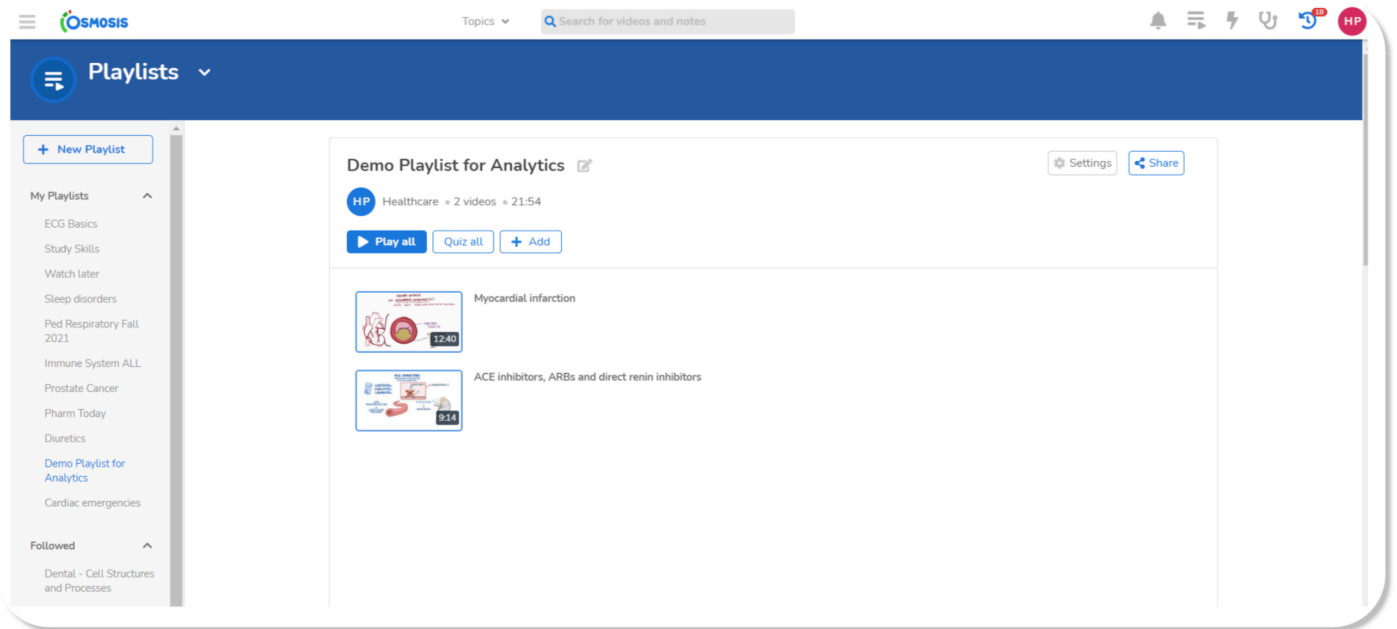 OSMOSIS
Topics
Search for videos and notes
18
HP
Playlists
+ New Playlist
My Playlists
ECG Basics
Study Skills
Watch later
Sleep disorders
Ped Respiratory Fall
2021
Immune System ALL
Prostate Cancer
Pharm Today
Diuretics
Demo Playlist for
Analytics
Cardiac emergencies
Followed
Dental - Cell Structures
and Processes
Demo Playlist for Analytics
Settings
Share
HP Healthcare • 2 videos • 21:54
Play all
Quiz all
+ Add
12:40
Myocardial infarction
9:14
ACE inhibitors, ARBs and direct renin inhibitors